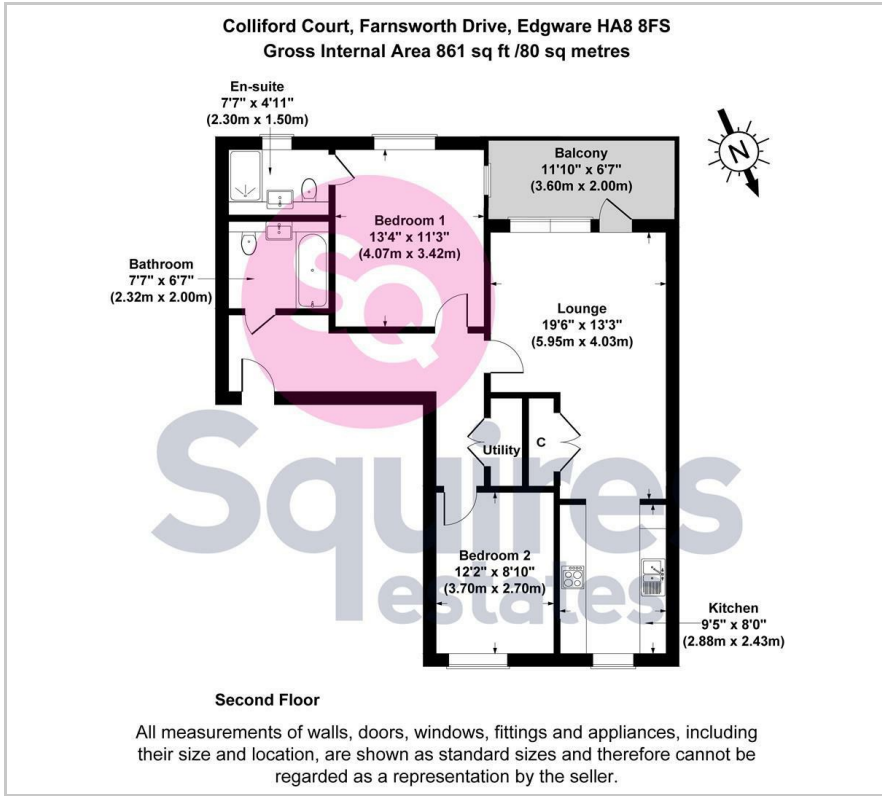 Colliford Court, Farnsworth Drive, Edgware HA8 8FS
Gross Internal Area 861 sq ft /80 sq metres
En-suite
7'7" x 4'11"
(2.30m x 1.50m)
N
Balcony
11'10" x 6'7"
(3.60m x 2.00m)
Bedroom 1
13'4" x 11'3"
(4.07m x 3.42m)
Bathroom
7'7" x 6'7"
(2.32m x 2.00m)
Lounge
19'6" x 13'3"
(5.95m x 4.03m)
SQ
Utility
C
Squires
estates
Bedroom 2
12'2" x 8'10"
(3.70m x 2.70m)
Kitchen
9'5" x 8'0"
(2.88m x 2.43m)
Second Floor
All measurements of walls, doors, windows, fittings and appliances, including
their size and location, are shown as standard sizes and therefore cannot be
regarded as a representation by the seller.